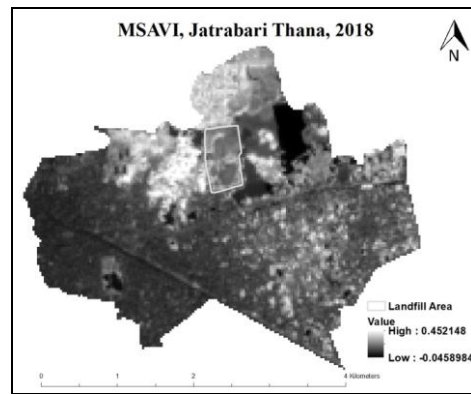 MSAVI, Jatrabari Thana, 2018
N
Landfill Area
Value
High : 0.452148
Low : -0.0458984
0 1 2 4 Kilometers